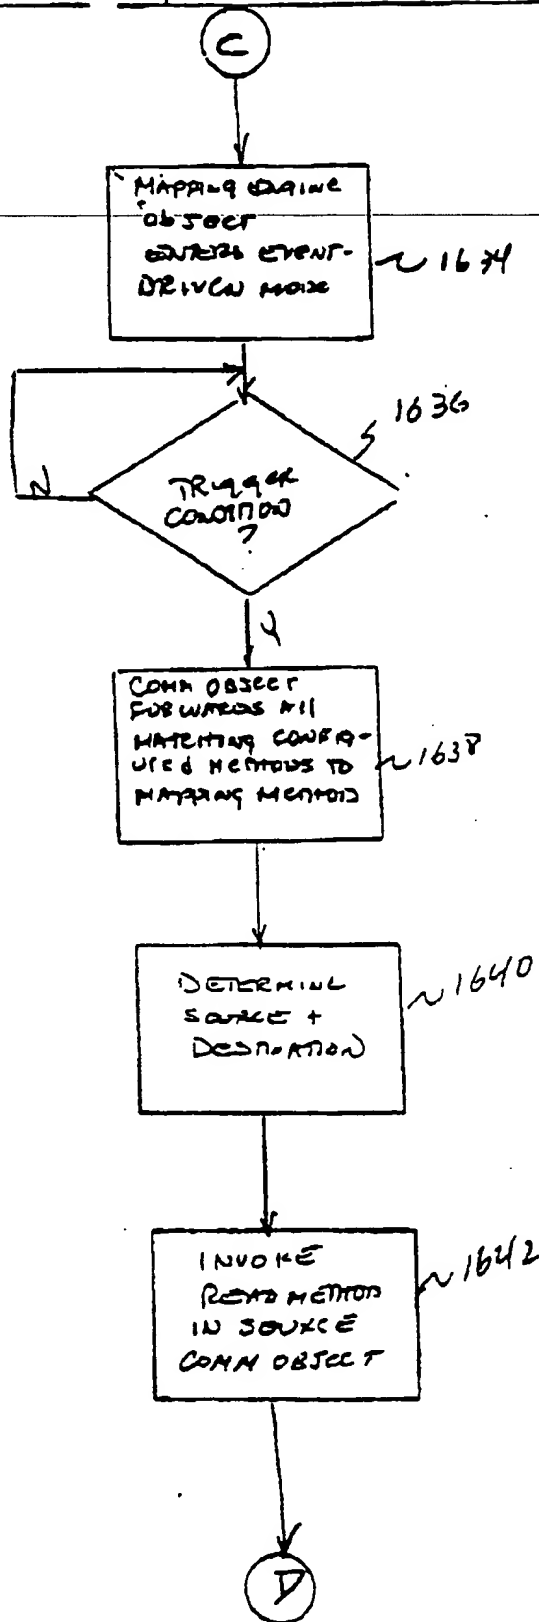 C
MAPPING ENGINE
OBJECT
ENTERS EVENT-
DRIVEN MODE
1634
1636
N
TRIGGER
CONDITION
?
Y
COMM OBJECT
FORWARDS All
MATCHING CONFIG-
URED METHODS TO
MAPPING METHOD
1638
DETERMINE
SOURCE +
DESTINATION
1640
INVOKE
READ METHOD
IN SOURCE
COMM OBJECT
1642
D